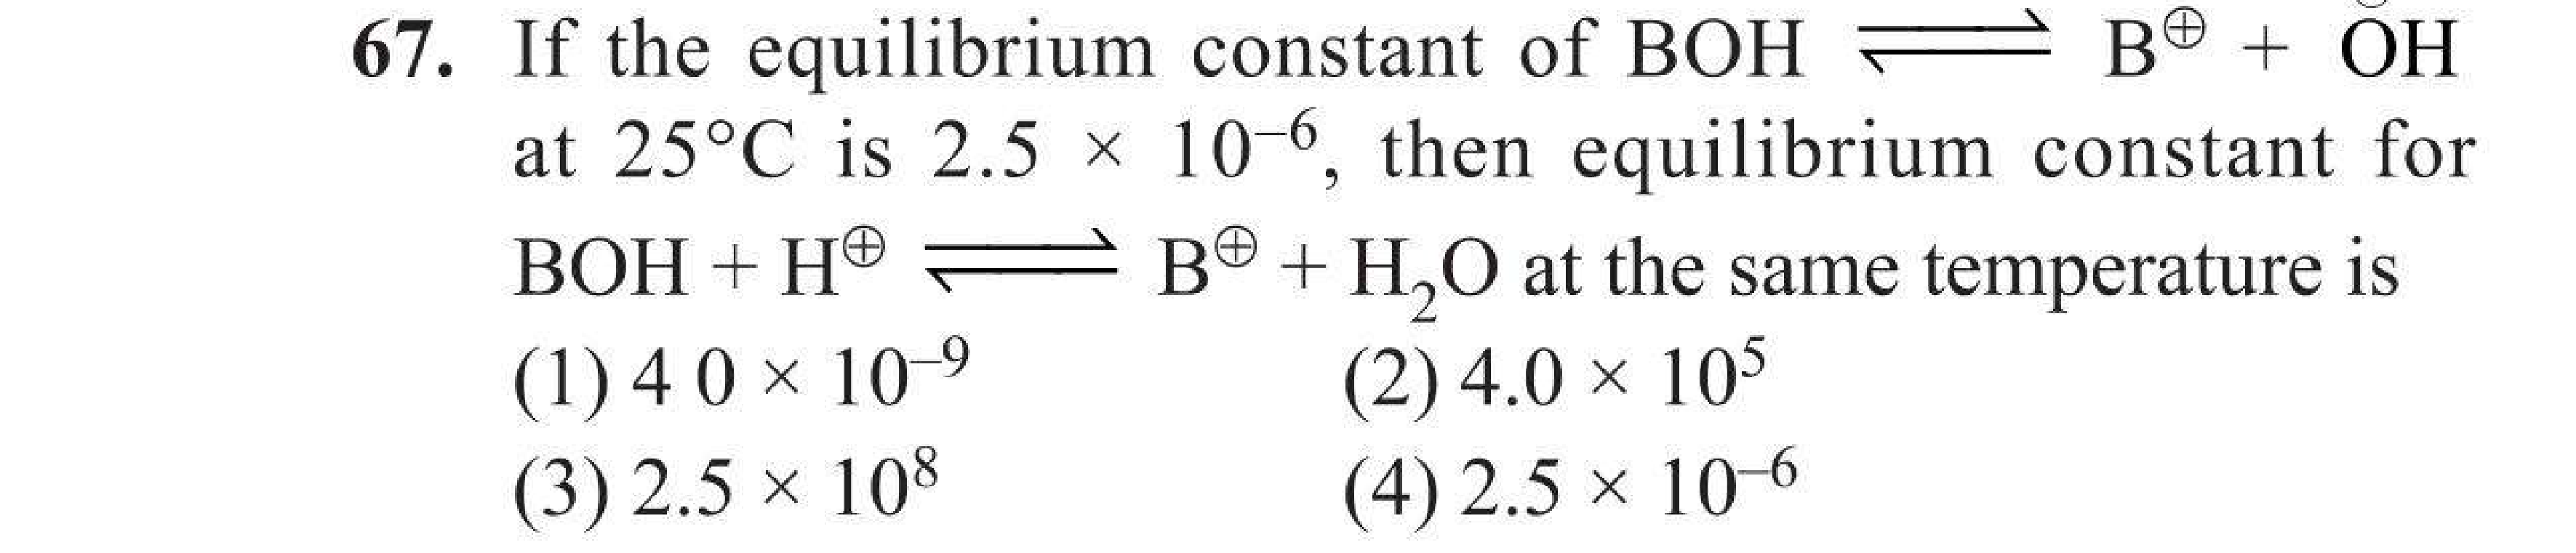 67. If the equilibrium constant of BOH ⇌ B⊕ + OH
at 25°C is 2.5 × 10⁻⁶, then equilibrium constant for
BOH + H⊕ ⇌ B⊕ + H₂O at the same temperature is
(1) 4 0 × 10⁻⁹ (2) 4.0 × 10⁵
(3) 2.5 × 10⁸ (4) 2.5 × 10⁻⁶